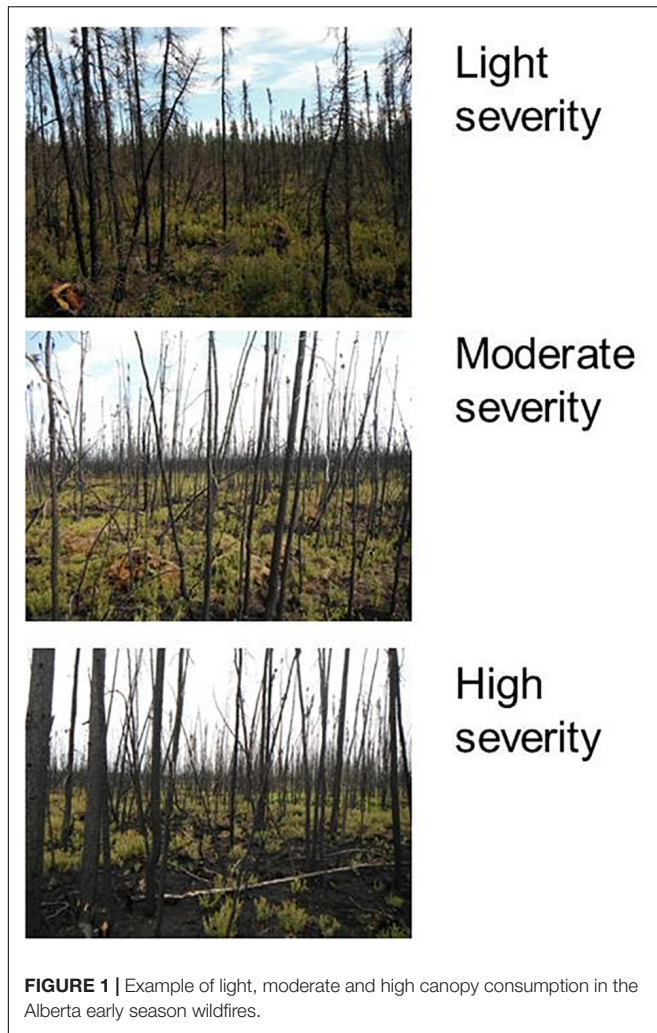 Light
severity
Moderate
severity
High
severity
FIGURE 1 | Example of light, moderate and high canopy consumption in the
Alberta early season wildfires.